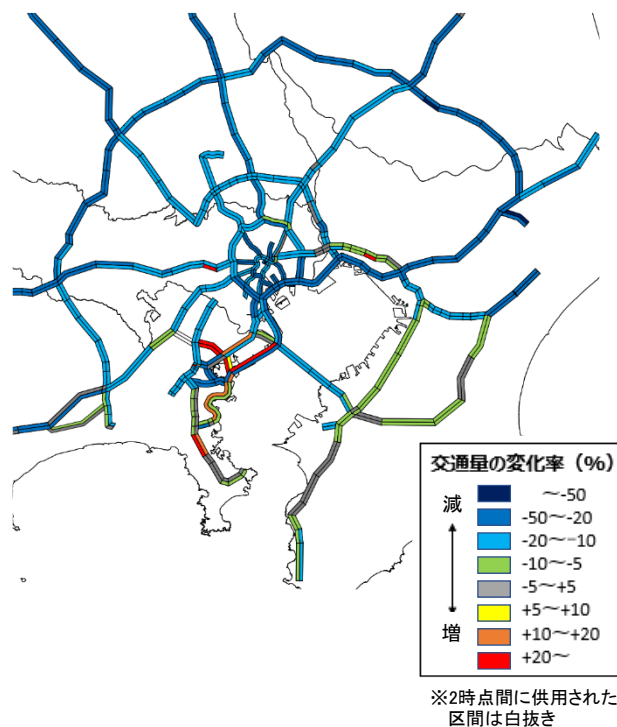 交通量の変化率(%)
減
増
~-50
-50~-20
-20~-10
-10~-5
-5~+5
+5~+10
+10~+20
+20~
※2時点間に供用された
区間は白抜き